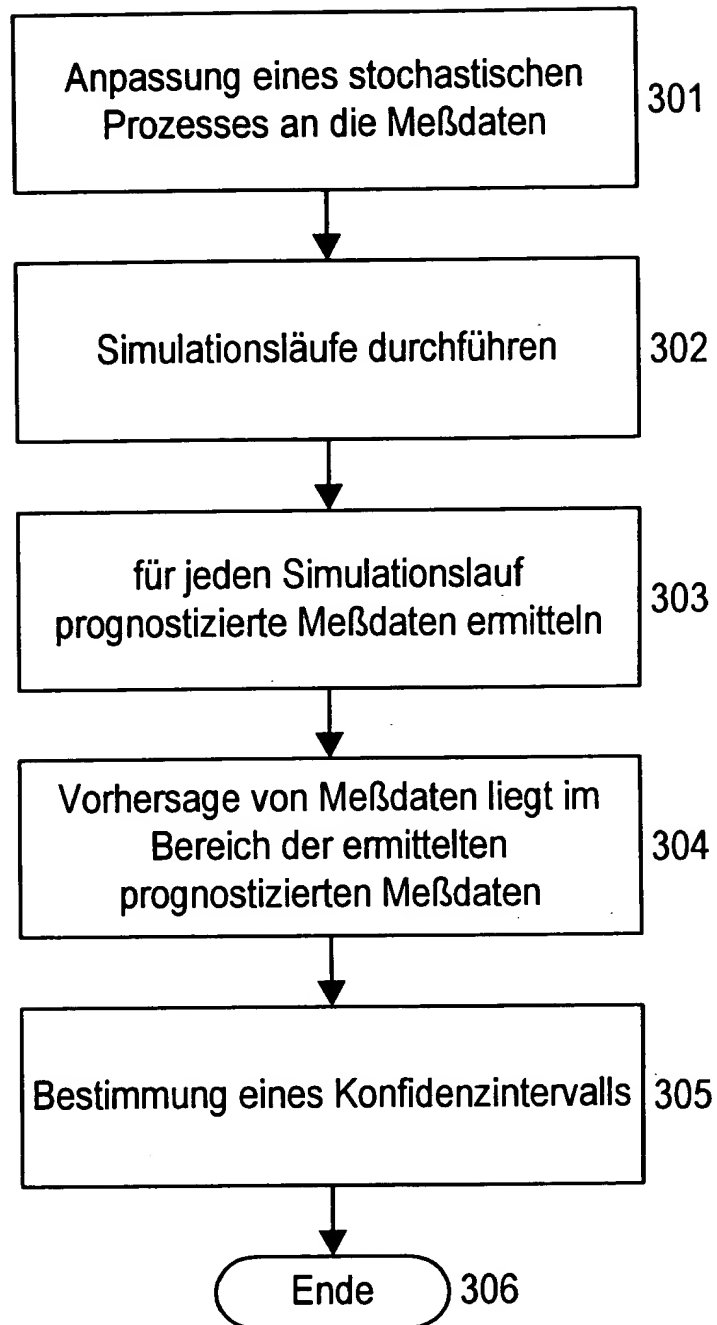 Anpassung eines stochastischen
Prozesses an die Meßdaten
301
Simulationsläufe durchführen
302
für jeden Simulationslauf
prognostizierte Meßdaten ermitteln
303
Vorhersage von Meßdaten liegt im
Bereich der ermittelten
prognostizierten Meßdaten
304
Bestimmung eines Konfidenzintervalls
305
Ende
306